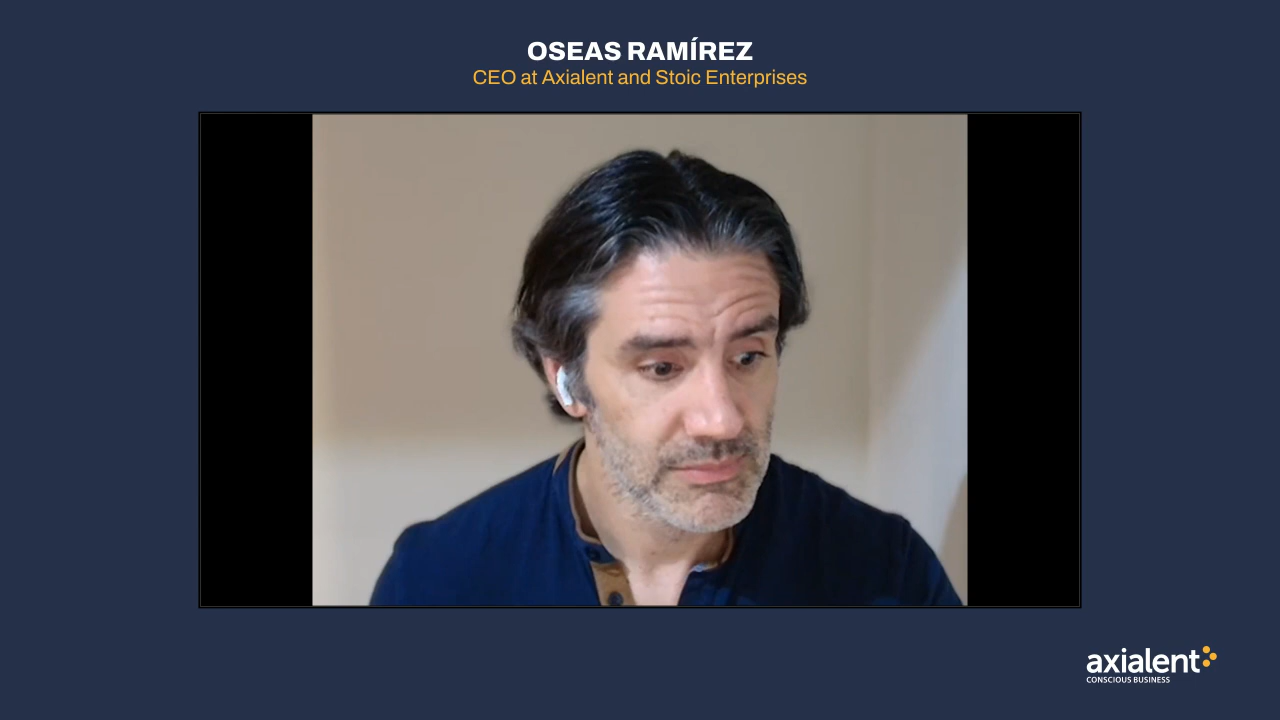 OSEAS RAMÍREZ
CEO at Axialent and Stoic Enterprises
axialent
CONSCIOUS BUSINESS